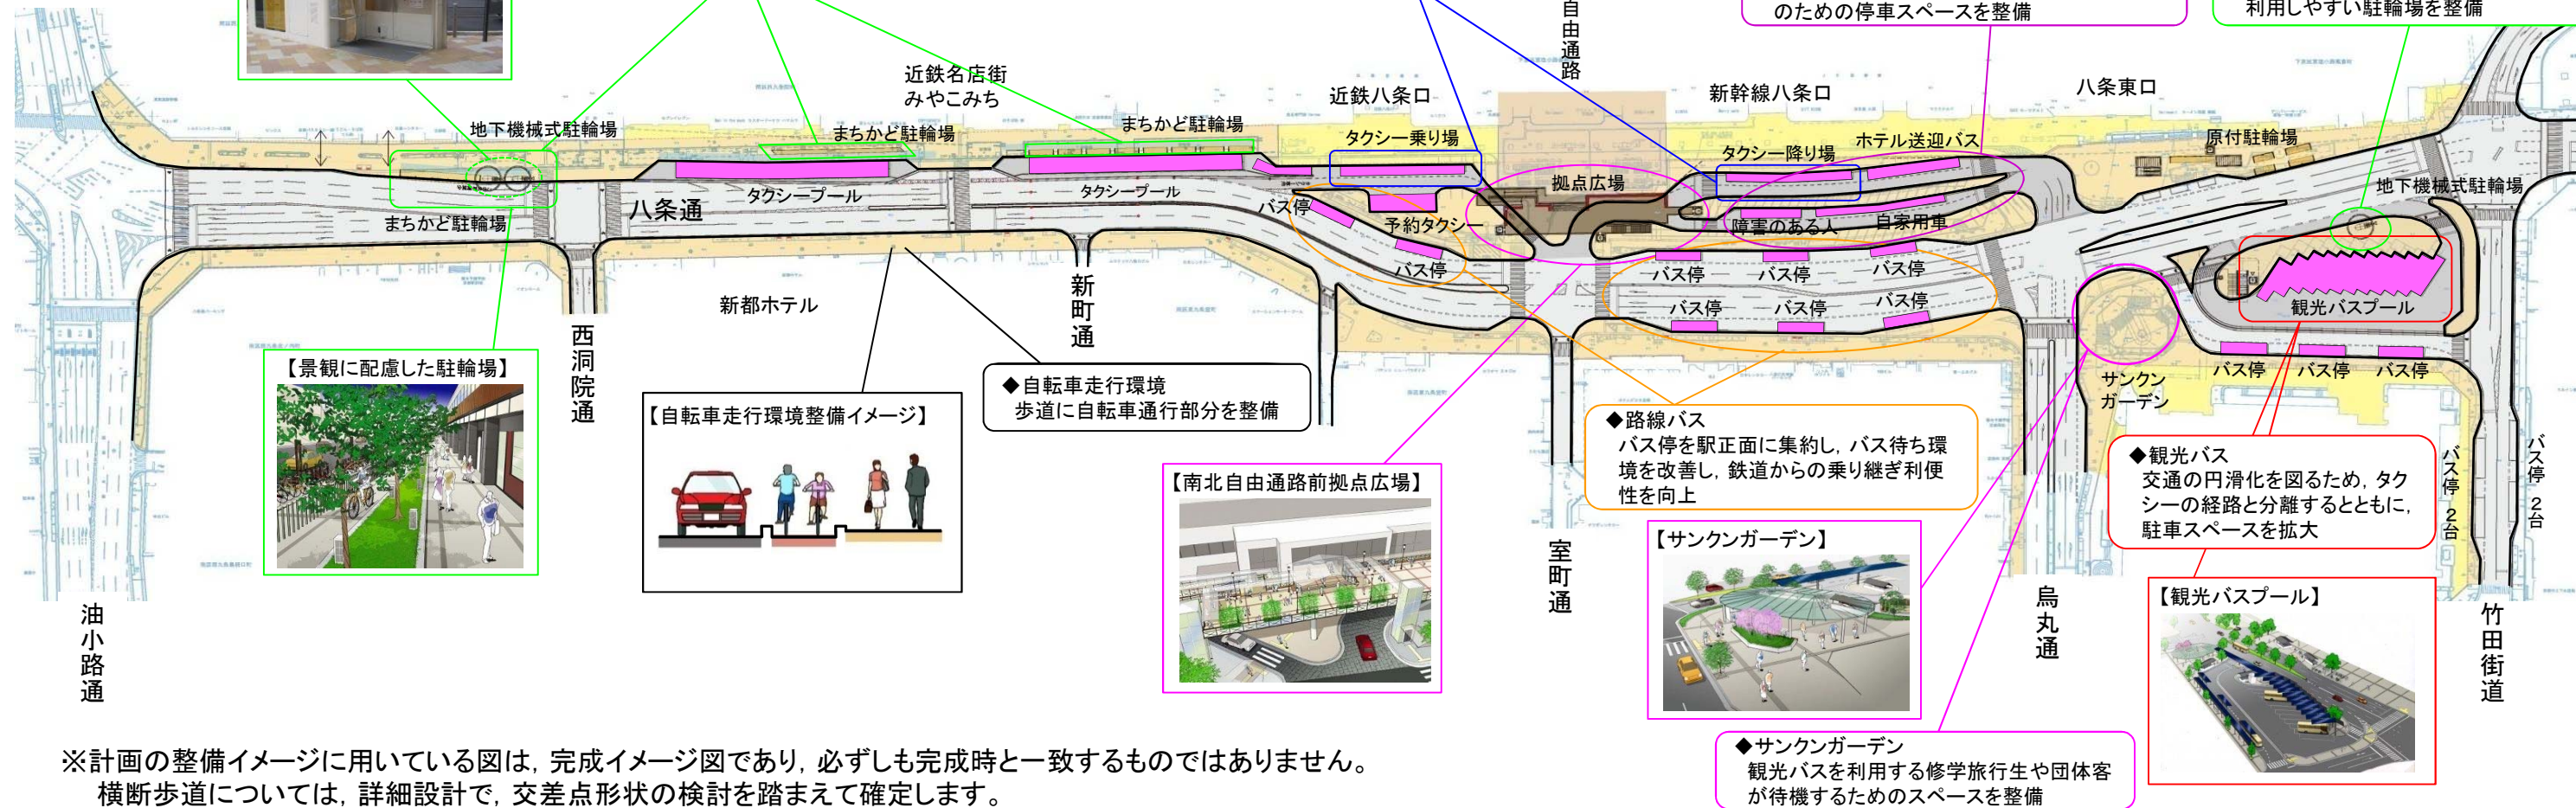 のための停車スペースを整備
利用しやすい駐輪場を整備
自由通路
近鉄名店街
みやこみち
近鉄八条口
新幹線八条口
八条東口
地下機械式駐輪場
まちかど駐輪場
まちかど駐輪場
タクシー乗り場
タクシー降り場
ホテル送迎バス
原付駐輪場
タクシープール
タクシープール
拠点広場
地下機械式駐輪場
まちかど駐輪場
八条通
バス停
予約タクシー
障害のある人
自家用車
バス停
バス停
バス停
バス停
バス停
バス停
バス停
観光バスプール
バス停
バス停
バス停
新都ホテル
西洞院通
新町通
サンクン
ガーデン
【景観に配慮した駐輪場】
【自転車走行環境整備イメージ】
◆自転車走行環境
歩道に自転車通行部分を整備
◆路線バス
バス停を駅正面に集約し，バス待ち環
境を改善し，鉄道からの乗り継ぎ利便
性を向上
◆観光バス
交通の円滑化を図るため，タク
シーの経路と分離するとともに，
駐車スペースを拡大
バス停 2台
バス停 2台
【南北自由通路前拠点広場】
【サンクンガーデン】
【観光バスプール】
油小路通
室町通
烏丸通
竹田街道
◆サンクンガーデン
観光バスを利用する修学旅行生や団体客
が待機するためのスペースを整備
※計画の整備イメージに用いている図は，完成イメージ図であり，必ずしも完成時と一致するものではありません。
横断歩道については，詳細設計で，交差点形状の検討を踏まえて確定します。